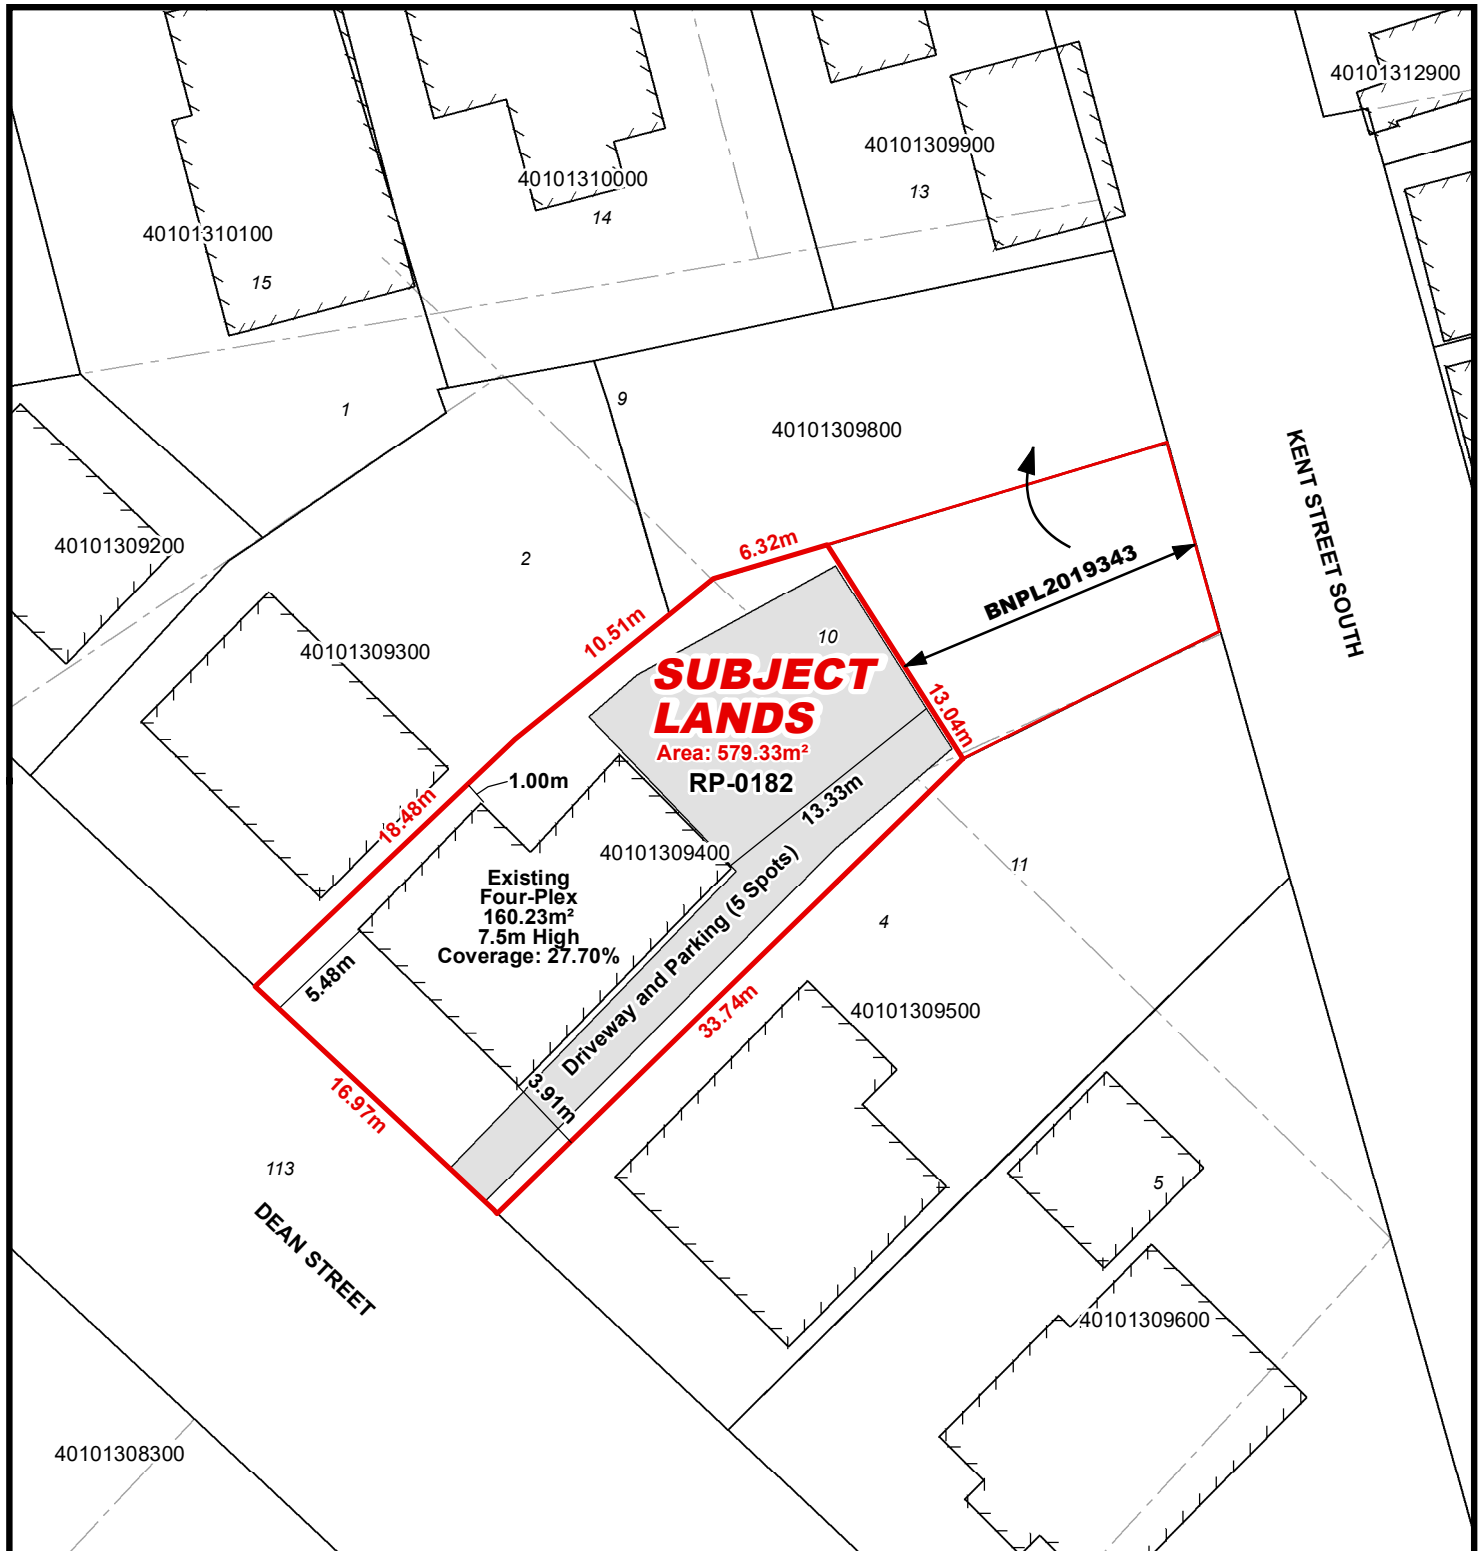 40101312900
40101309900
13
40101310000
14
40101310100
15
1
9
40101309800
KENT STREET SOUTH
40101309200
2
6.32m
BNPL2019343
10.51m
40101309300
10
SUBJECT
LANDS
Area: 579.33m²
RP-0182
13.04m
1.00m
13.33m
18.48m
40101309400
11
Existing
Four-Plex
160.23m²
7.5m High
Coverage: 27.70%
4
Driveway and Parking (5 Spots)
5.48m
33.74m
40101309500
3.91m
16.97m
113
5
DEAN STREET
40101309600
40101308300